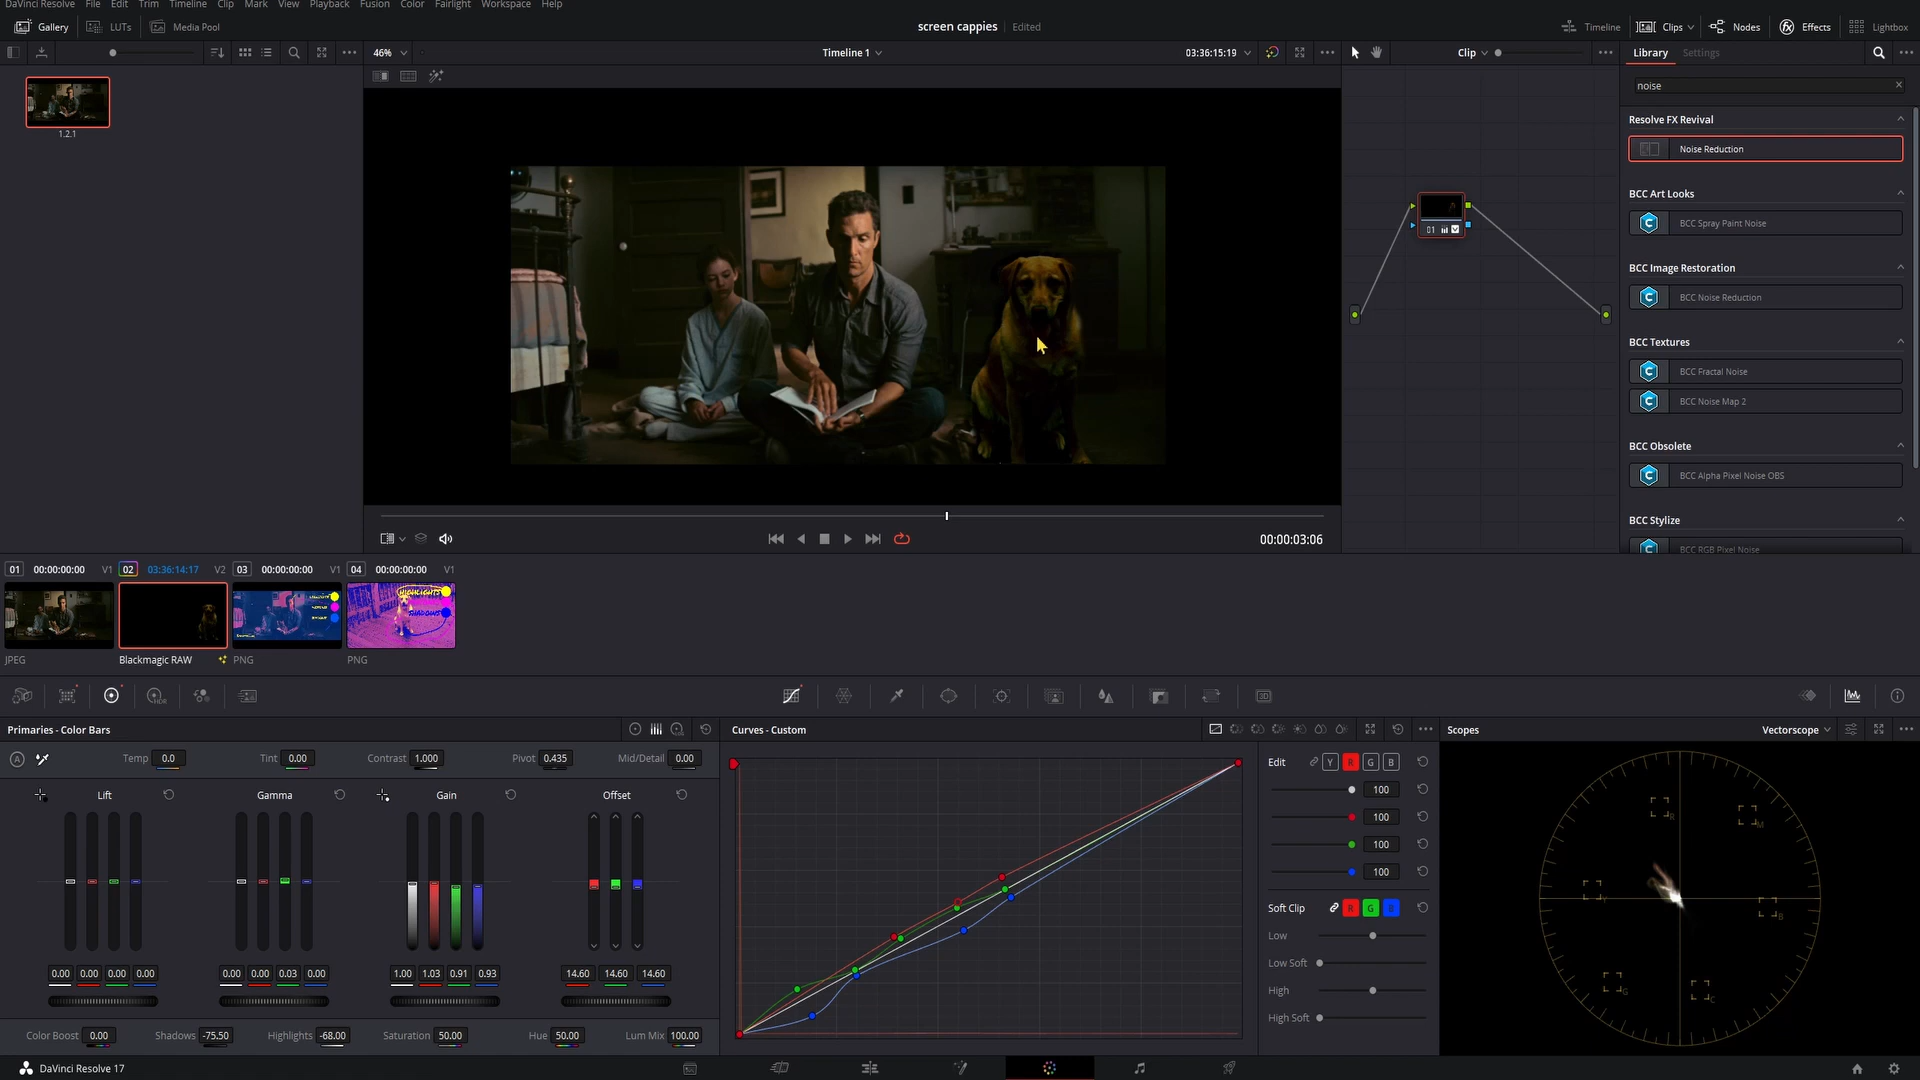 DaVinci Resolve File Edit Trim Timeline Clip Mark View Playback Fusion Color Fairlight Workspace Help
Gallery LUTs Media Pool screen cappies Edited Timeline Clips Nodes Effects Lightbox
46% Timeline 1 03:36:15:19 Clip Library Settings
noise
1.2.1
Resolve FX Revival
Noise Reduction
BCC Art Looks
BCC Spray Paint Noise
01
BCC Image Restoration
BCC Noise Reduction
BCC Textures
BCC Fractal Noise
BCC Noise Map 2
BCC Obsolete
BCC Alpha Pixel Noise OBS
BCC Stylize
BCC RGB Pixel Noise
00:00:03:06
01 00:00:00:00 V1 02 03:36:14:17 V2 03 00:00:00:00 V1 04 00:00:00:00 V1
HIGHLIGHTS
SHADOWS
JPEG Blackmagic RAW PNG PNG
HDR
3D
Primaries - Color Bars Curves - Custom Scopes Vectorscope
A Temp 0.0 Tint 0.00 Contrast 1.000 Pivot 0.435 Mid/Detail 0.00 Edit Y R G B
Lift Gamma Gain Offset 100
100
100
100
Soft Clip R G B
Low
Low Soft
High
High Soft
R M B C G Y
0.00 0.00 0.00 0.00 0.00 0.00 0.03 0.00 1.00 1.03 0.91 0.93 14.60 14.60 14.60
Color Boost 0.00 Shadows -75.50 Highlights -68.00 Saturation 50.00 Hue 50.00 Lum Mix 100.00
DaVinci Resolve 17